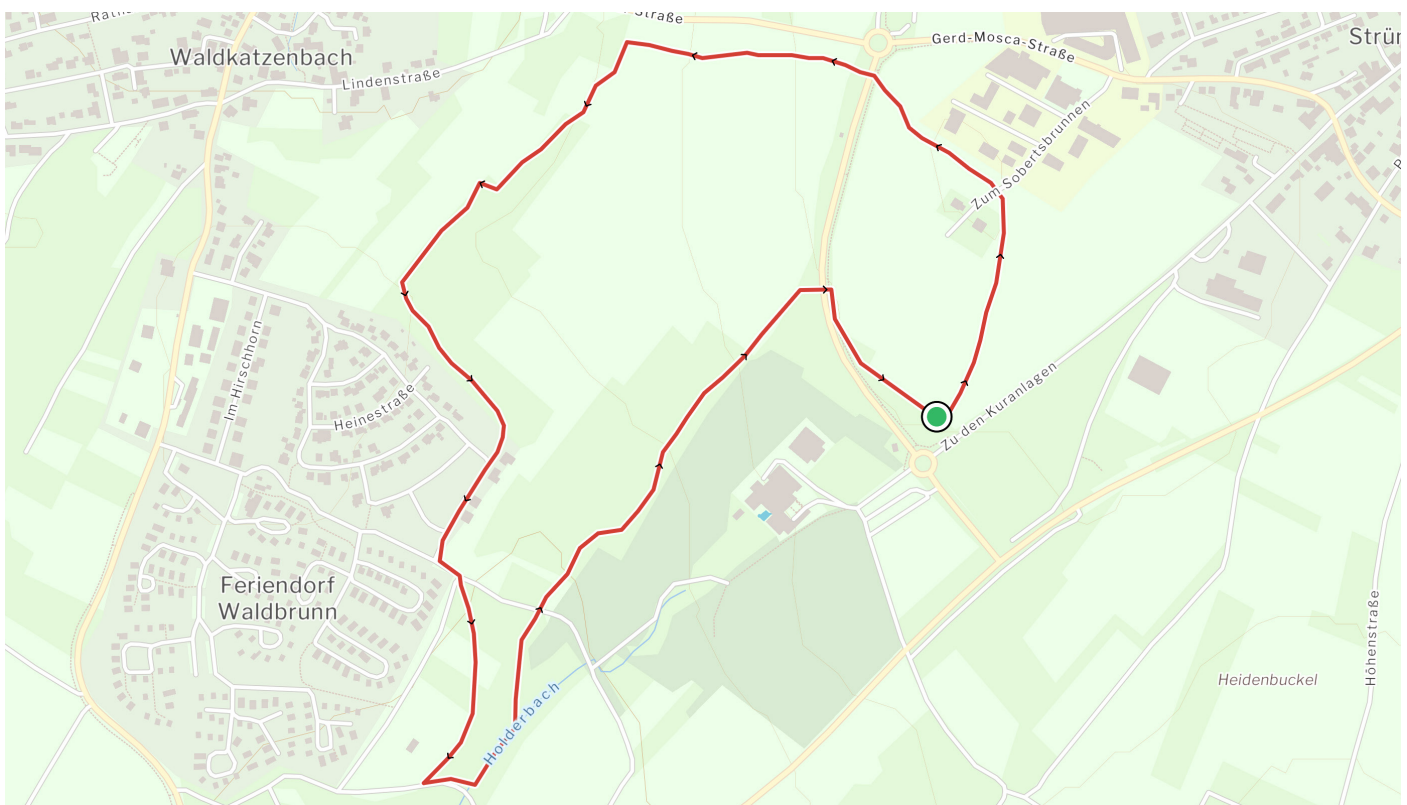 Straße
Waldkatzenbach
Lindenstraße
Gerd-Mosca-Straße
Zum Sobertsbrunnen
Im Hirschhorn
Heinestraße
Zu den Kuranlagen
Feriendorf
Waldbrunn
Holderbach
Heidenbuckel
Höhenstraße